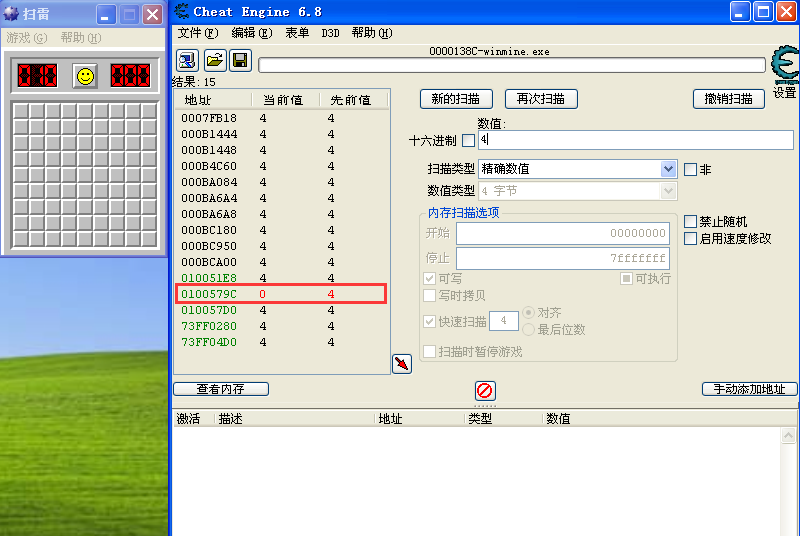 扫雷
游戏(G) 帮助(H)
Cheat Engine 6.8
文件(F) 编辑(E) 表单 D3D 帮助(H)
0000138C-winmine.exe
设置
结果: 15
地址 当前值 先前值
0007FB18 4 4
000B1444 4 4
000B1448 4 4
000B4C60 4 4
000BA084 4 4
000BA6A4 4 4
000BA6A8 4 4
000BC180 4 4
000BC950 4 4
000BCA00 4 4
010051E8 4 4
0100579C 0 4
010057D0 4 4
73FF0280 4 4
73FF04D0 4 4
新的扫描 再次扫描 撤销扫描
数值:
十六进制 4
扫描类型 精确数值 非
数值类型 4 字节
内存扫描选项
开始 00000000
停止 7fffffff
可写 可执行
写时拷贝
快速扫描 4 对齐
最后位数
扫描时暂停游戏
禁止随机
启用速度修改
查看内存 手动添加地址
激活 描述 地址 类型 数值